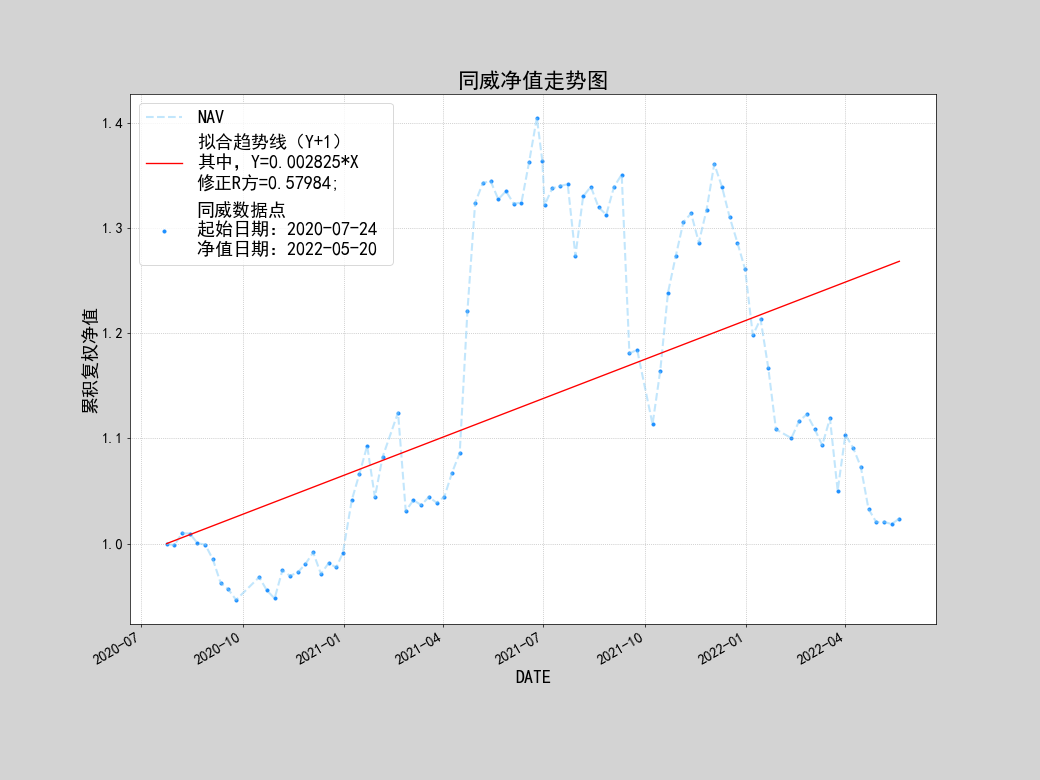 同威净值走势图
NAV
拟合趋势线（Y+1）
其中，Y=0.002825*X
修正R方=0.57984;
同威数据点
起始日期：2020-07-24
净值日期：2022-05-20
累积复权净值
1.4
1.3
1.2
1.1
1.0
2020-07
2020-10
2021-01
2021-04
2021-07
2021-10
2022-01
2022-04
DATE